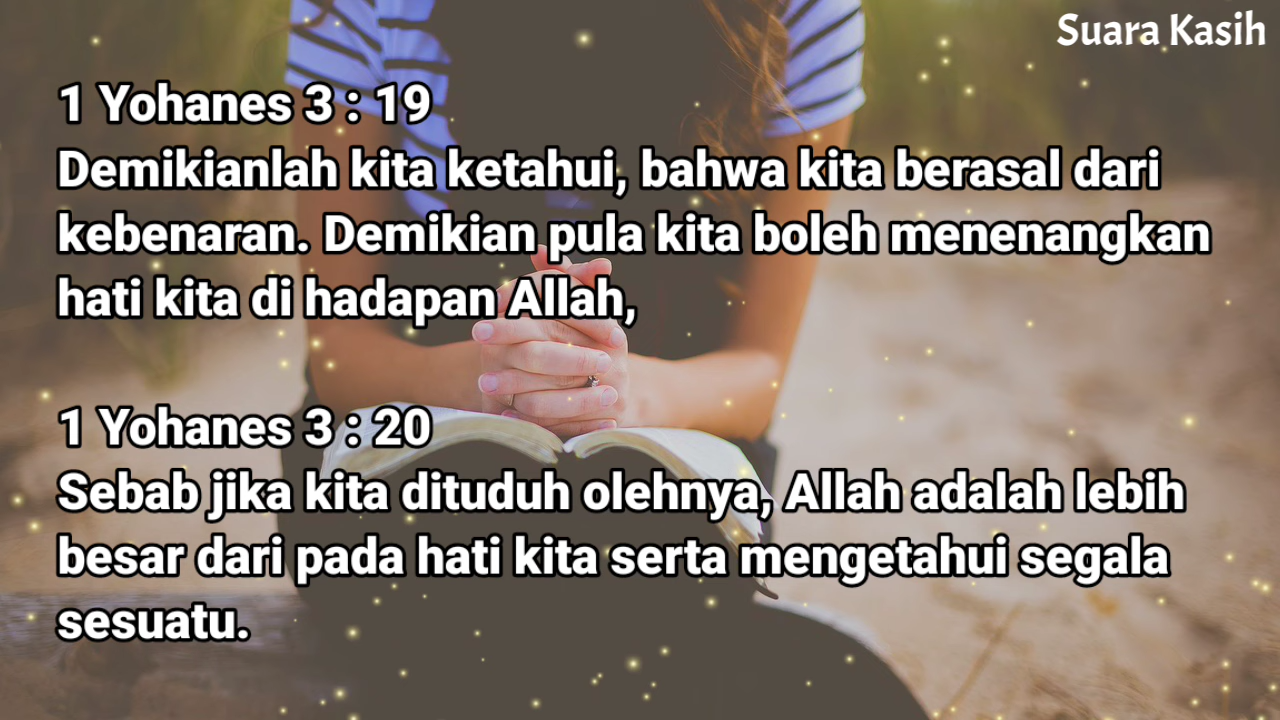 Suara Kasih
1 Yohanes 3 : 19
Demikianlah kita ketahui, bahwa kita berasal dari
kebenaran. Demikian pula kita boleh menenangkan
hati kita di hadapan Allah,
1 Yohanes 3 : 20
Sebab jika kita dituduh olehnya, Allah adalah lebih
besar dari pada hati kita serta mengetahui segala
sesuatu.